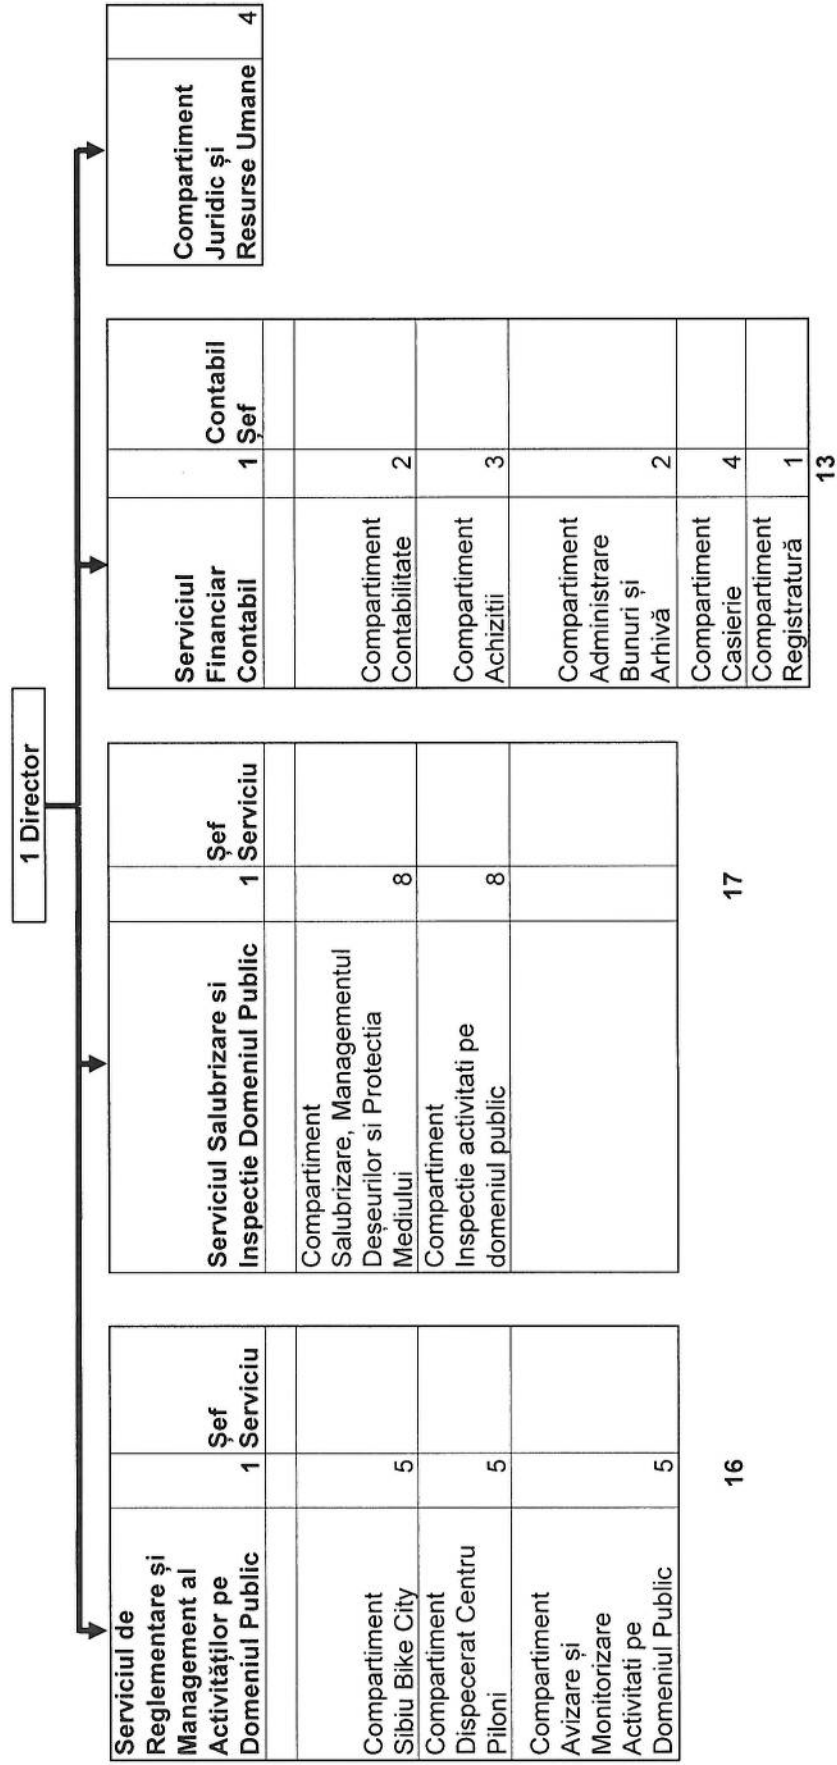 1 Director
Serviciul de
Reglementare și
Management al
Activităților pe
Domeniul Public
1
Șef
Serviciu
Compartiment
Sibiu Bike City
5
Compartiment
Dispecerat Centru
Piloni
5
Compartiment
Avizare și
Monitorizare
Activitati pe
Domeniul Public
5
16
Serviciul Salubrizare si
Inspectie Domeniul Public
1
Șef
Serviciu
Compartiment
Salubrizare, Managementul
Deșeurilor si Protectia
Mediului
8
Compartiment
Inspectie activitati pe
domeniul public
8
17
Serviciul
Financiar
Contabil
1
Contabil
Șef
Compartiment
Contabilitate
2
Compartiment
Achizitii
3
Compartiment
Administrare
Bunuri și
Arhivă
2
Compartiment
Casierie
4
Compartiment
Registratură
1
13
Compartiment
Juridic și
Resurse Umane
4